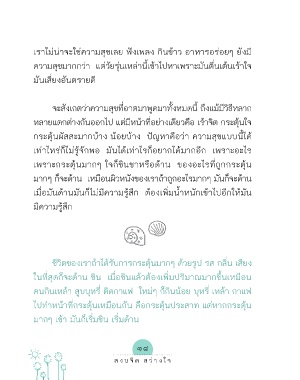 เราไม่น่าจะใช่ความสุขเลย ฟังเพลง กินข้าว อาหารอร่อยๆ ยังมี
ความสุขมากกว่า แต่วัยรุ่นเหล่านี้เข้าไปหาเพราะมันตื่นเต้นเร้าใจ
มันเสี่ยงอันตรายดี
จะสังเกตว่าความสุขที่อาตมาพูดมาทั้งหมดนี้ ถึงแม้มีวิธีหลาก
หลายแตกต่างกันออกไป แต่มีหน้าที่อย่างเดียวคือ เร้าจิต กระตุ้นใจ
กระตุ้นผัสสะมากบ้าง น้อยบ้าง ปัญหาคือว่า ความสุขแบบนี้ได้
เท่าไหร่ก็ไม่รู้จักพอ มันได้เท่าไรก็อยากได้มากอีก เพราะอะไร
เพราะกระตุ้นมากๆ ใจก็ชินชาหรือด้าน ของอะไรที่ถูกกระตุ้น
มากๆ ก็จะด้าน เหมือนผิวหนังของเราถ้าถูกอะไรมากๆ มันก็จะด้าน
เมื่อมันด้านมันก็ไม่มีความรู้สึก ต้องเพิ่มน้ำหนักเข้าไปอีกให้มัน
มีความรู้สึก
ชีวิตของเราถ้าได้รับการกระตุ้นมากๆ ด้วยรูป รส กลิ่น เสียง
ในที่สุดก็จะด้าน ชิน เมื่อชินแล้วต้องเพิ่มปริมาณมากขึ้นเหมือน
คนกินเหล้า สูบบุหรี่ ติดกาแฟ ใหม่ๆ ก็กินน้อย บุหรี่ เหล้า กาแฟ
ไปทำหน้าที่กระตุ้นเหมือนกัน คือกระตุ้นประสาท แต่หากกระตุ้น
มากๆ เข้า มันก็เริ่มชิน เริ่มด้าน
๑๘
สงบจิต สว่างใจ